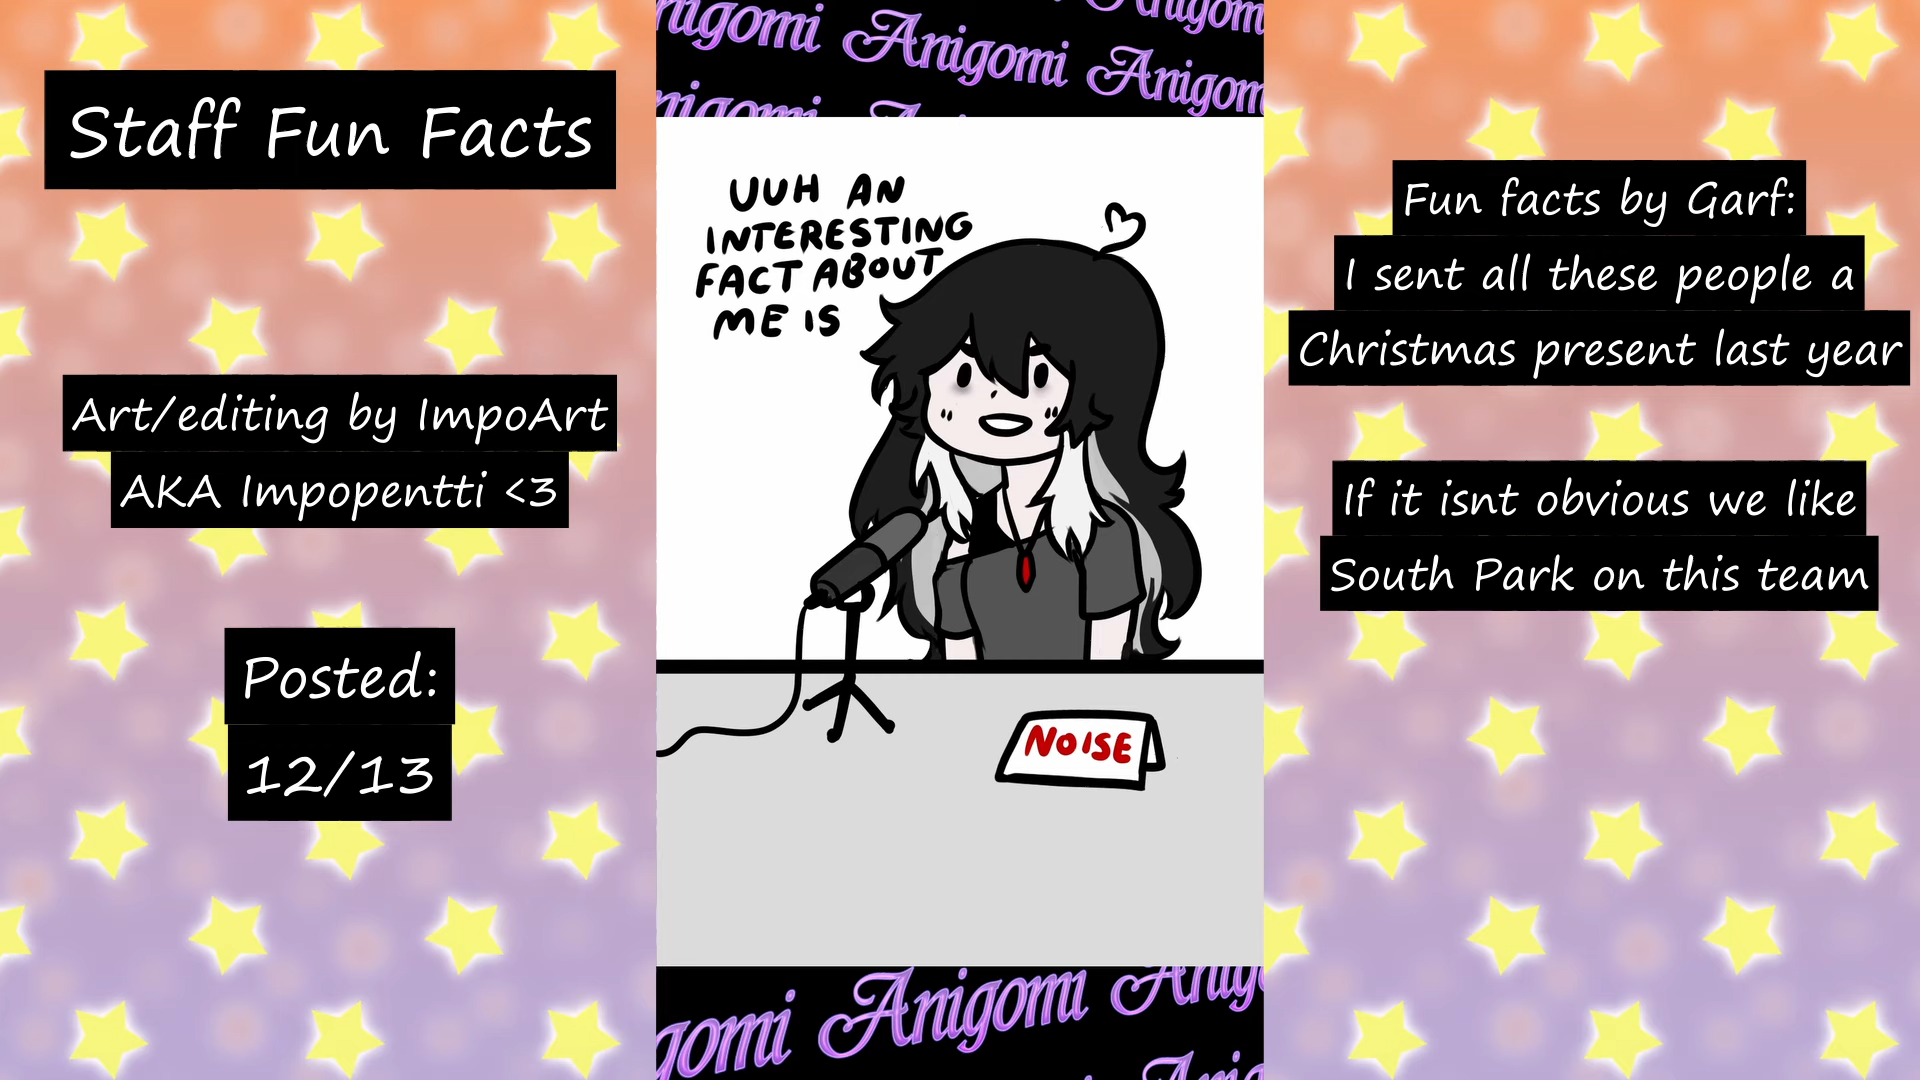 Staff Fun Facts
Art/editing by ImpoArt
AKA Impopentti <3
Posted:
12/13
Anigomi Anigomi
Anigomi Anigomi
UUH AN
INTERESTING
FACT ABOUT
ME IS
NOISE
Anigomi
Fun facts by Garf:
I sent all these people a
Christmas present last year
If it isnt obvious we like
South Park on this team